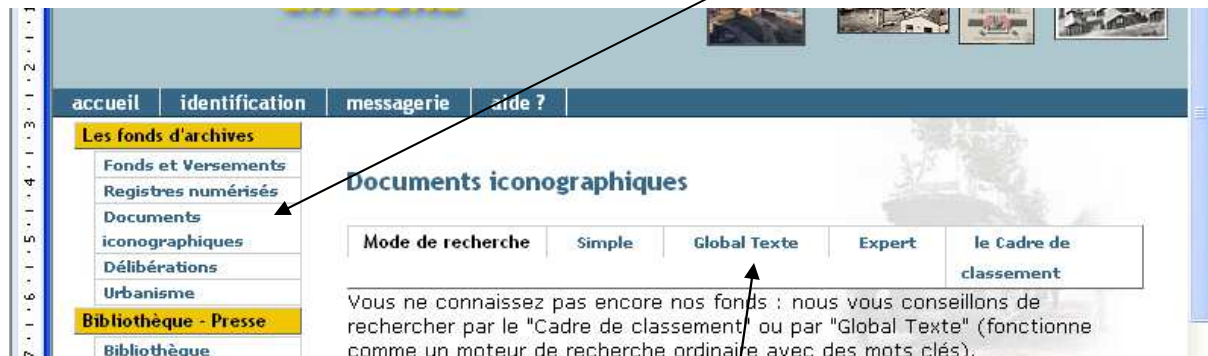 accueil identification messagerie aide ?
Les fonds d'archives
Fonds et Versements
Registres numérisés
Documents
iconographiques
Délibérations
Urbanisme
Bibliothèque - Presse
Bibliothèque
Documents iconographiques
Mode de recherche Simple Global Texte Expert le Cadre de
classement
Vous ne connaissez pas encore nos fonds : nous vous conseillons de
rechercher par le "Cadre de classement" ou par "Global Texte" (fonctionne
comme un moteur de recherche ordinaire avec des mots clés).